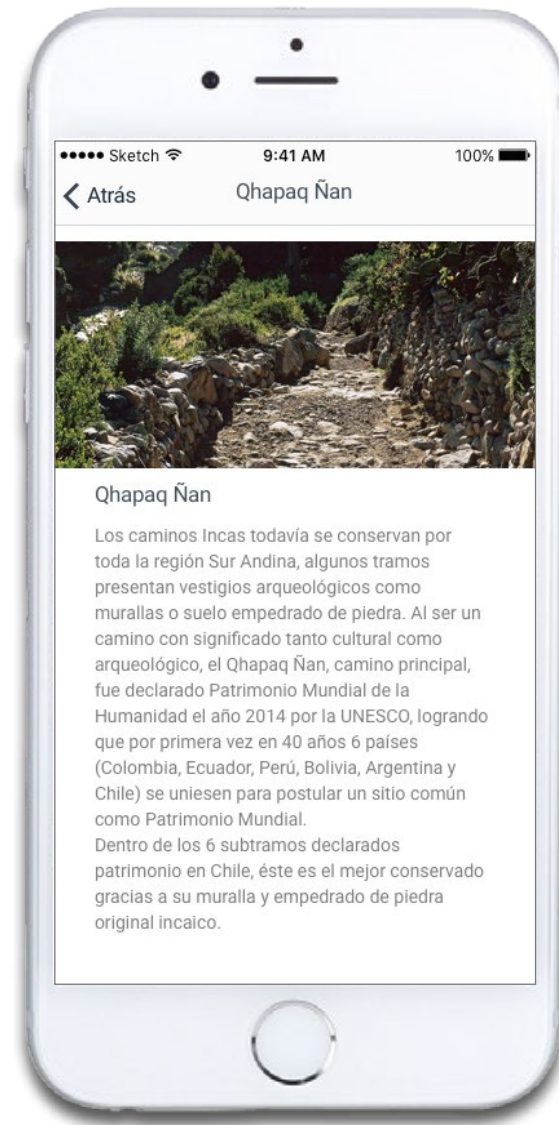 Sketch 9:41 AM 100%
Atrás Qhapaq Ñan
Qhapaq Ñan
Los caminos Incas todavía se conservan por
toda la región Sur Andina, algunos tramos
presentan vestigios arqueológicos como
murallas o suelo empedrado de piedra. Al ser un
camino con significado tanto cultural como
arqueológico, el Qhapaq Ñan, camino principal,
fue declarado Patrimonio Mundial de la
Humanidad el año 2014 por la UNESCO, logrando
que por primera vez en 40 años 6 países
(Colombia, Ecuador, Perú, Bolivia, Argentina y
Chile) se uniesen para postular un sitio común
como Patrimonio Mundial.
Dentro de los 6 subtramos declarados
patrimonio en Chile, éste es el mejor conservado
gracias a su muralla y empedrado de piedra
original incaico.